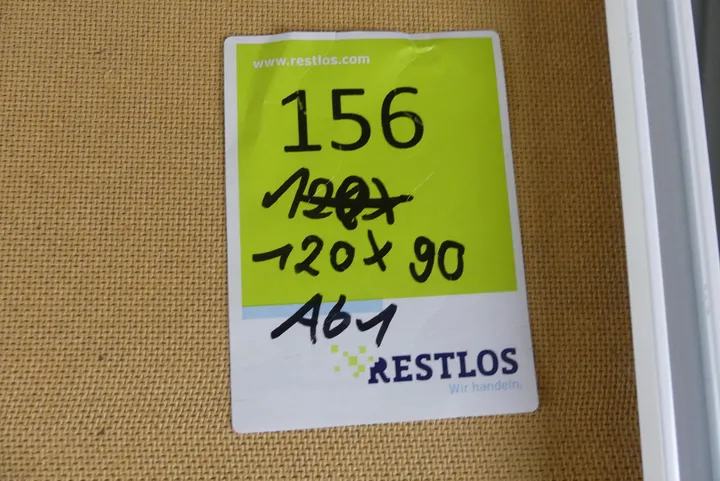 www.restlos.com
156
120 x 90
A61
RESTLOS
Wir handeln.